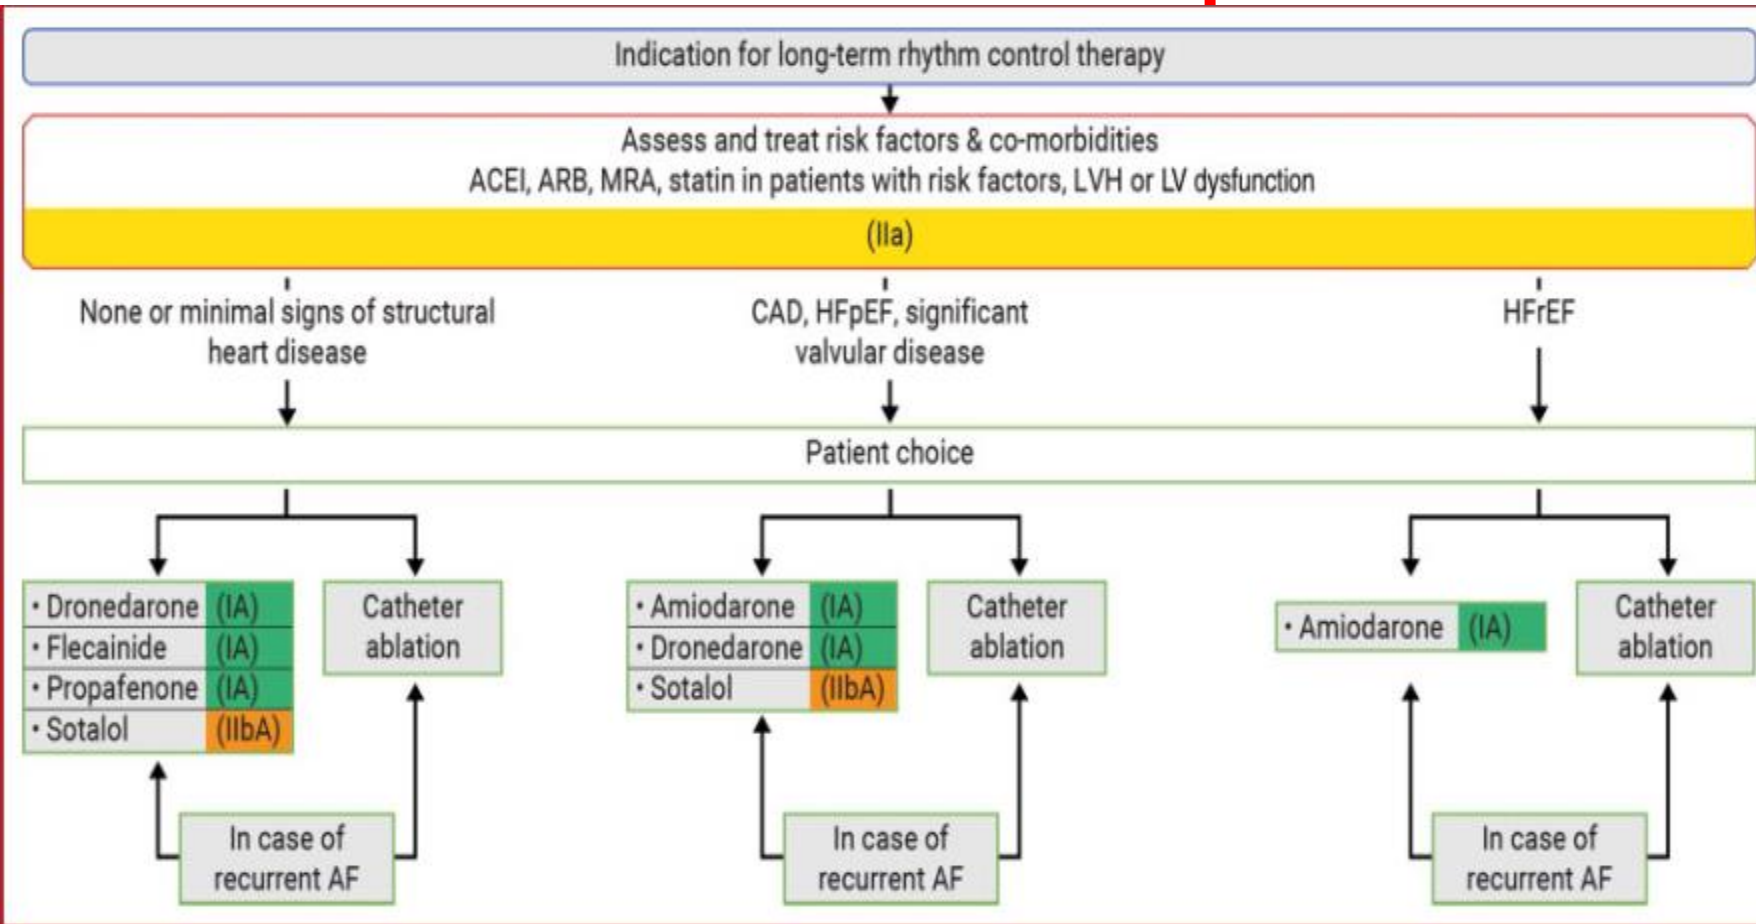 Indication for long-term rhythm control therapy
Assess and treat risk factors & co-morbidities
ACEI, ARB, MRA, statin in patients with risk factors, LVH or LV dysfunction
(IIa)
None or minimal signs of structural
heart disease
CAD, HFpEF, significant
valvular disease
HFrEF
Patient choice
• Dronedarone (IA)
• Flecainide (IA)
• Propafenone (IA)
• Sotalol (IIbA)
Catheter
ablation
• Amiodarone (IA)
• Dronedarone (IA)
• Sotalol (IIbA)
Catheter
ablation
• Amiodarone (IA)
Catheter
ablation
In case of
recurrent AF
In case of
recurrent AF
In case of
recurrent AF